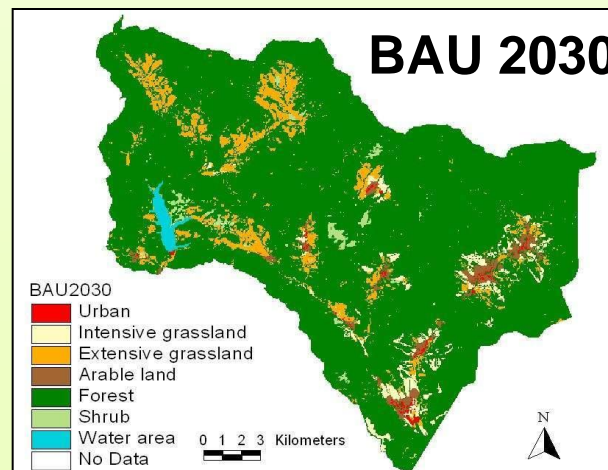 BAU 2030
BAU2030
Urban
Intensive grassland
Extensive grassland
Arable land
Forest
Shrub
Water area
No Data
0 1 2 3 Kilometers
N